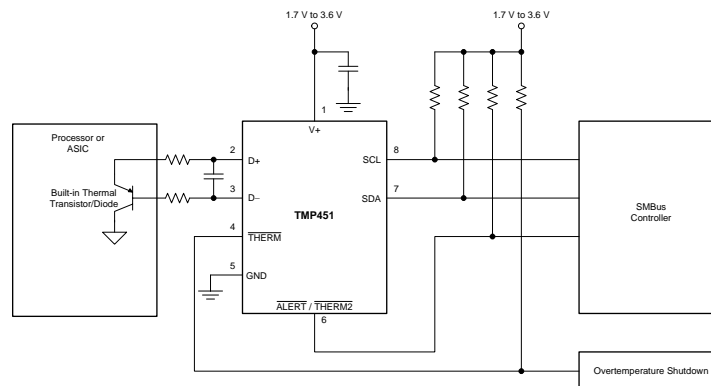 1.7 V to 3.6 V
1.7 V to 3.6 V
1
V+
Processor or
ASIC
Built-in Thermal
Transistor/Diode
2
D+
3
D−
4
THERM
5
GND
TMP451
8
SCL
7
SDA
ALERT / THERM2
6
SMBus
Controller
Overtemperature Shutdown